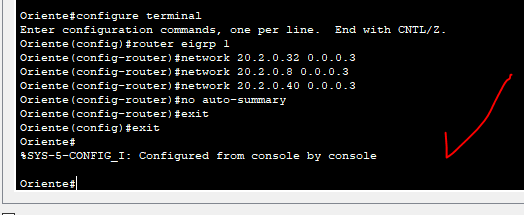 Oriente#configure terminal
Enter configuration commands, one per line.  End with CNTL/Z.
Oriente(config)#router eigrp 1
Oriente(config-router)#network 20.2.0.32 0.0.0.3
Oriente(config-router)#network 20.2.0.8 0.0.0.3
Oriente(config-router)#network 20.2.0.40 0.0.0.3
Oriente(config-router)#no auto-summary
Oriente(config-router)#exit
Oriente(config)#exit
Oriente#
%SYS-5-CONFIG_I: Configured from console by console
Oriente#